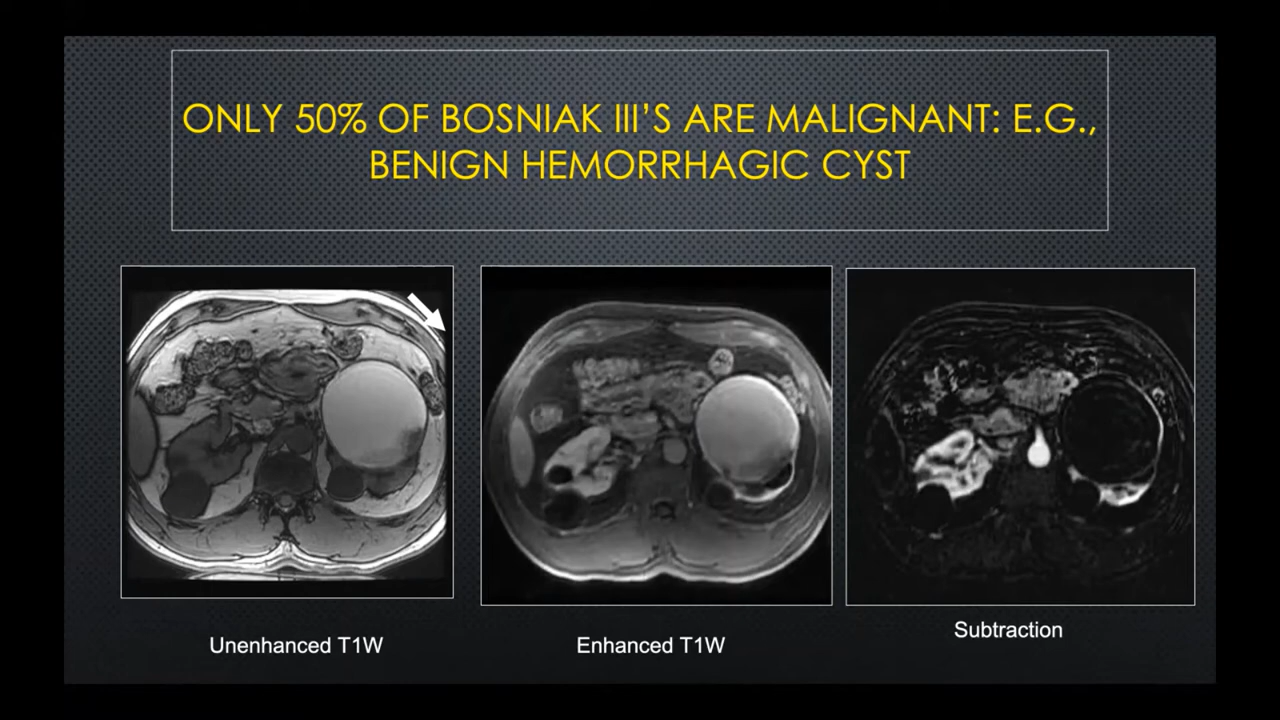 ONLY 50% OF BOSNIAK III'S ARE MALIGNANT: E.G.,
BENIGN HEMORRHAGIC CYST
Unenhanced T1W
Enhanced T1W
Subtraction